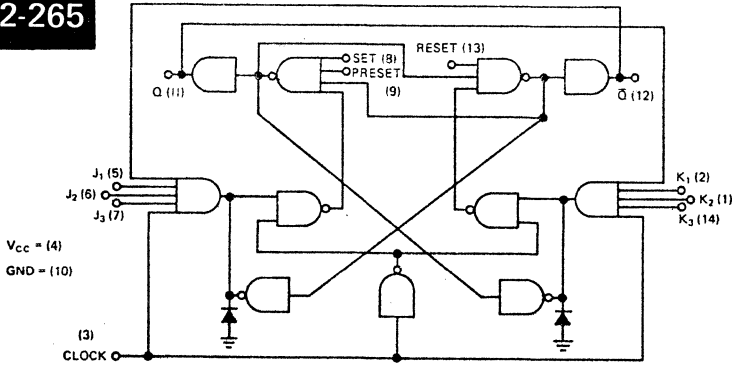 2-265
RESET (13)
SET (8)
PRESET
(9)
Q (11)
Q̄ (12)
J₁ (5)
J₂ (6)
J₃ (7)
K₁ (2)
K₂ (1)
K₃ (14)
V_CC = (4)
GND = (10)
(3)
CLOCK